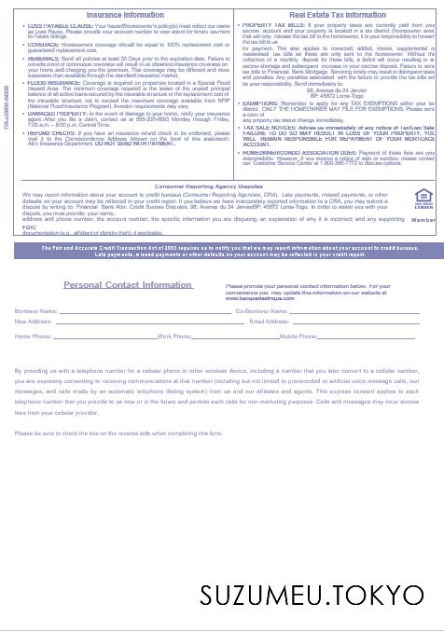 Insurance Information
• LOSS PAYABLE CLAUSE: Your hazard/homeowner's policy(s) must reflect our name
as Loss Payee. Please provide your account number to your agent for timely payment
for future billings.
COVERAGE: Homeowners coverage should be equal to 100% replacement cost or
guaranteed replacement cost.
RENEWALS: Send all policies at least 30 Days prior to the expiration date. Failure to
provide proof of continuous coverage will result in us obtaining insurance coverage on
your home and charging you the premium. This coverage may be different and more
expensive than available through the standard insurance market.
• FLOOD INSURANCE: Coverage is required on properties located in a Special Flood
Hazard Area. The minimum coverage required is the lesser of the unpaid principal
balance of all active loans secured by the insurable structure or the replacement cost of
the insurable structure not to exceed the maximum coverage available from NFIP
(National Flood Insurance Program). Investor requirements may vary.
DAMAGED PROPERTY: In the event of damage to your home, notify your insurance
agent. After you file a claim, contact us at
Monday through Friday,
7:00 a.m. – 8:00 p.m. Central Time.
REFUND CHECKS: If you have an insurance refund check to be endorsed, please
mail it to the Correspondence Address
Attn: Insurance Department. DO NOT SEND WITH PAYMENT.
Real Estate Tax Information
• PROPERTY TAX BILLS: If your property taxes are currently paid from your
escrow account and your property is located in a tax district
that will only release the tax bill to the homeowner, it is your responsibility to forward
the tax bill to us
for payment. This also applies to corrected, added, interim, supplemental or
reassessed tax bills as these are only sent to the homeowner. Without the
collection of a monthly deposit for these bills, a deficit will occur resulting in an
escrow shortage and subsequent increase in your escrow deposit. Failure to send
tax bills to Financial Bank Mortgage Servicing timely may result in delinquent taxes
and penalties. Any penalties associated with the failure to provide the tax bills will
be your responsibility. Send immediately to:
98, Avenue du 24 Janvier
BP: 45872 Lome-Togo
• EXEMPTIONS: Remember to apply for any TAX EXEMPTIONS within your tax
district. ONLY THE HOMEOWNER MAY FILE FOR EXEMPTIONS. Please send
a copy of
any property tax status change immediately.
• TAX SALE NOTICES: Advise us immediately of any notice of Tax/Loss Sale.
FAILURE TO DO SO MAY RESULT IN LOSS OF YOUR PROPERTY. YOU
WILL REMAIN RESPONSIBLE FOR REPAYMENT OF YOUR MORTGAGE
ACCOUNT.
• HOMEOWNER/CONDO ASSOCIATION DUES: Payment of these fees are your
responsibility. However, if you receive a notice of sale or overdue, please contact
our Customer Service Center at
to discuss options.
Consumer Reporting Agency Disputes
We may report information about your account to credit bureaus (Consumer Reporting Agencies, CRA). Late payments, missed payments, or other
defaults on your account may be reflected in your credit report. If you believe we have inaccurately reported information to a CRA, you may submit a
dispute by writing to Financial Bank Attn: Credit Bureau Disputes, 98, Avenue du 24 Janvier BP: 45872 Lome-Togo. In order to assist you with your
dispute, you must provide: your name,
address and phone number; the account number; the specific information you are disputing; an explanation of why it is incorrect; and any supporting
documentation (e.g., affidavit of identity theft), if applicable.
Member
FDIC
The Fair and Accurate Credit Transaction Act of 2003 requires us to notify you that we may report information about your account to credit bureaus.
Late payments, missed payments or other defaults on your account may be reflected in your credit report.
Personal Contact Information
Please provide your personal contact information below. For your
convenience you may update this information on our website at
Borrower Name:
Co-Borrower Name:
New Address:
Email Address:
Home Phone:
Work Phone:
Mobile Phone:
By providing us with a telephone number for a cellular phone or other wireless device, including a number that you later convert to a cellular number,
you are expressly consenting to receiving communications at that number (including but not limited to prerecorded or artificial voice message calls, text
messages, and calls made by an automatic telephone dialing system) from us and our affiliates and agents. This express consent applies to each
telephone number that you provide to us now or in the future and permits such calls for non-marketing purposes. Calls and messages may incur access
fees from your cellular provider.
Please be sure to check the box on the reverse side when completing this form.
SUZUMEU.TOKYO